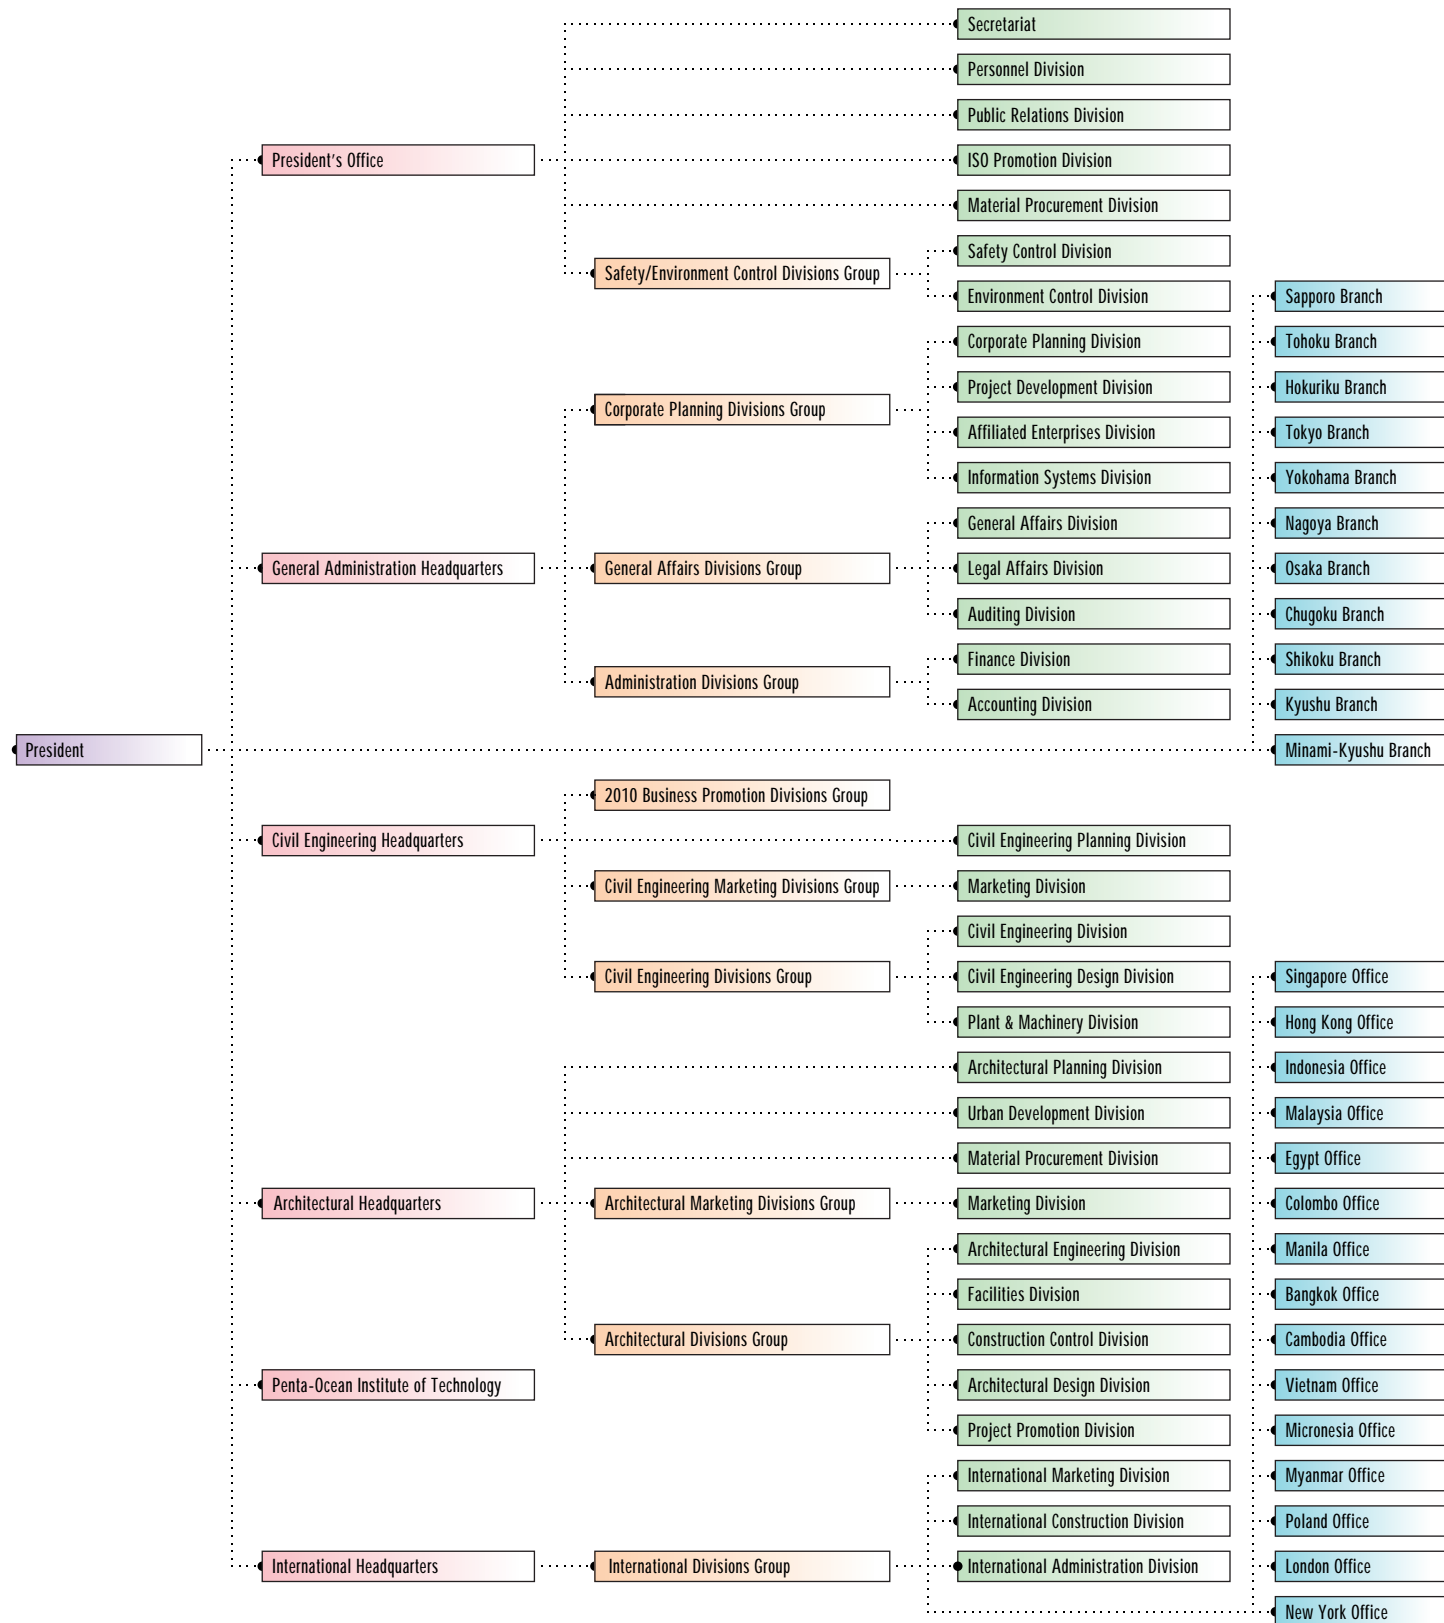 Secretariat
Personnel Division
Public Relations Division
President's Office
ISO Promotion Division
Material Procurement Division
Safety Control Division
Safety/Environment Control Divisions Group
Environment Control Division
Sapporo Branch
Corporate Planning Division
Tohoku Branch
Project Development Division
Hokuriku Branch
Corporate Planning Divisions Group
Affiliated Enterprises Division
Tokyo Branch
Information Systems Division
Yokohama Branch
General Affairs Division
Nagoya Branch
General Administration Headquarters
General Affairs Divisions Group
Legal Affairs Division
Osaka Branch
Auditing Division
Chugoku Branch
Finance Division
Shikoku Branch
Administration Divisions Group
Accounting Division
Kyushu Branch
President
Minami-Kyushu Branch
2010 Business Promotion Divisions Group
Civil Engineering Headquarters
Civil Engineering Planning Division
Civil Engineering Marketing Divisions Group
Marketing Division
Civil Engineering Division
Civil Engineering Divisions Group
Civil Engineering Design Division
Singapore Office
Plant & Machinery Division
Hong Kong Office
Architectural Planning Division
Indonesia Office
Urban Development Division
Malaysia Office
Material Procurement Division
Egypt Office
Architectural Headquarters
Architectural Marketing Divisions Group
Marketing Division
Colombo Office
Architectural Engineering Division
Manila Office
Facilities Division
Bangkok Office
Architectural Divisions Group
Construction Control Division
Cambodia Office
Penta-Ocean Institute of Technology
Architectural Design Division
Vietnam Office
Project Promotion Division
Micronesia Office
International Marketing Division
Myanmar Office
International Construction Division
Poland Office
International Headquarters
International Divisions Group
International Administration Division
London Office
New York Office